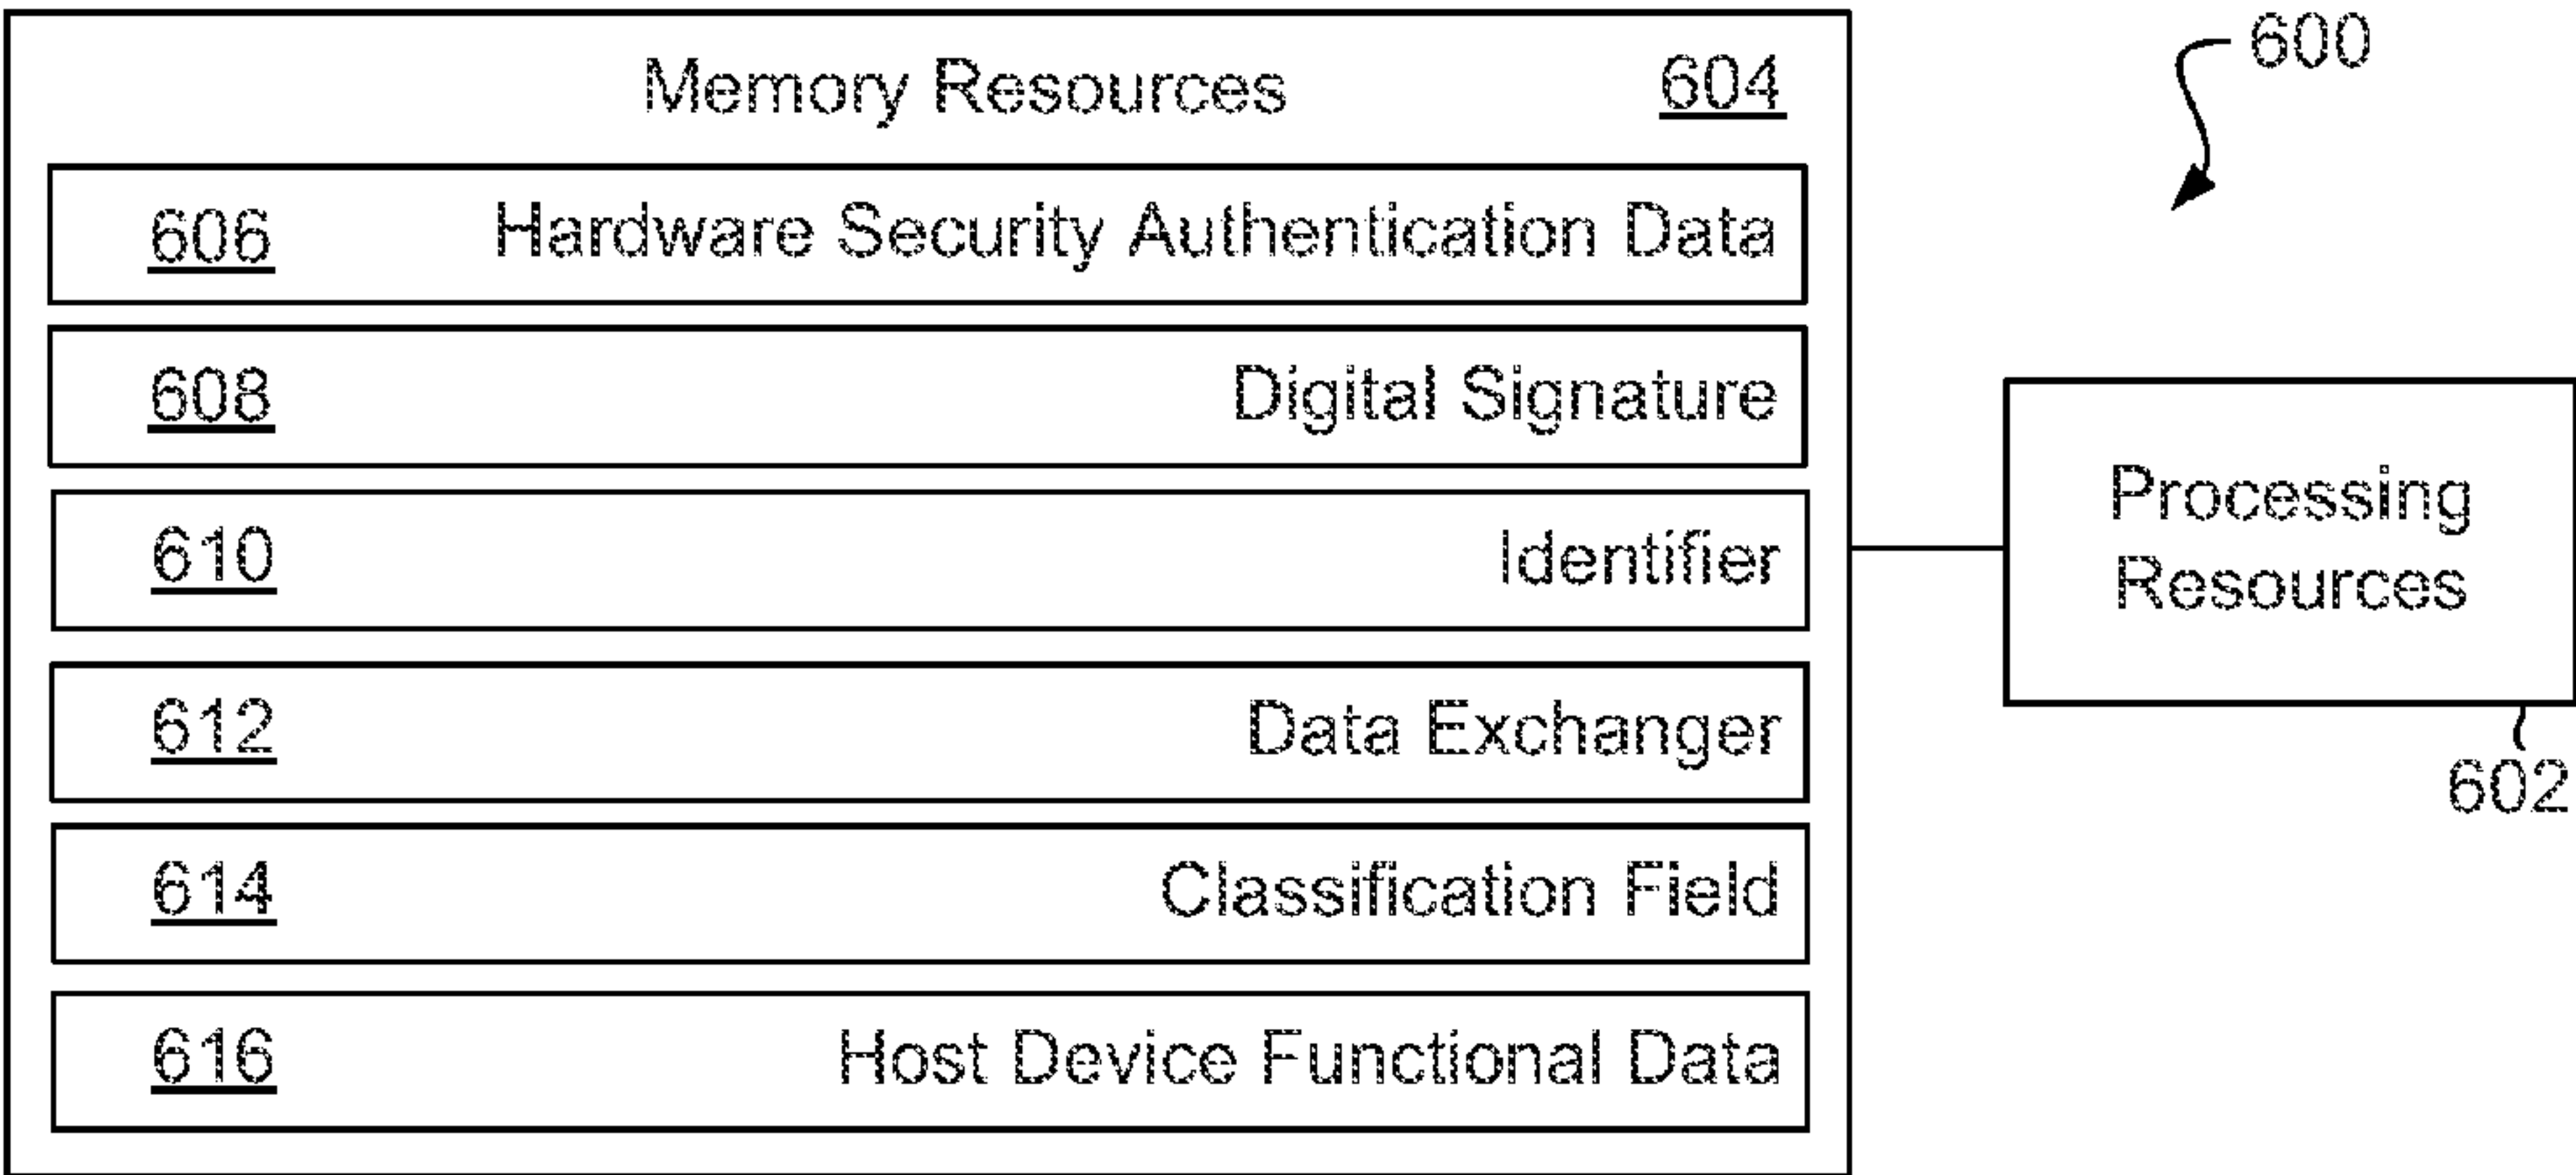 Memory Resources 604
600
606 Hardware Security Authentication Data
608 Digital Signature
610 Identifier
612 Data Exchanger
614 Classification Field
616 Host Device Functional Data
Processing
Resources
602